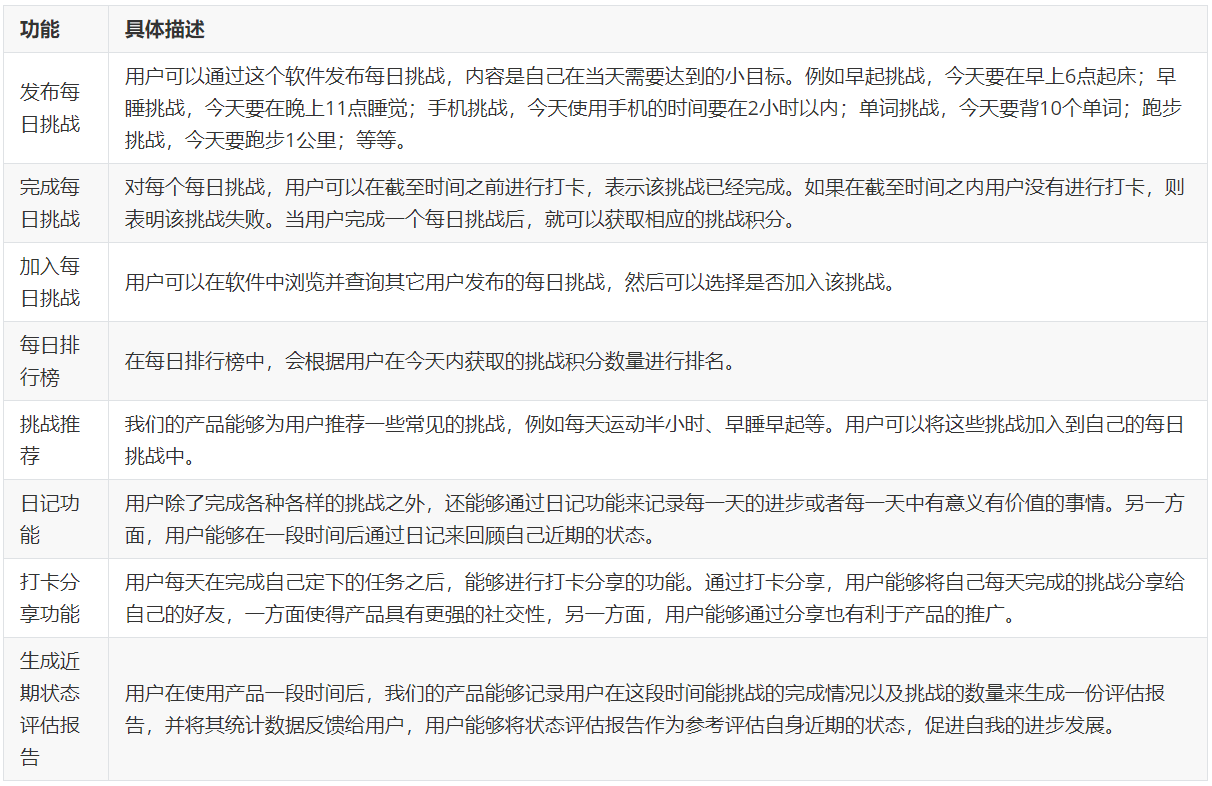 功能
具体描述
发布每
日挑战
用户可以通过这个软件发布每日挑战，内容是自己在当天需要达到的小目标。例如早起挑战，今天要在早上6点起床；早
睡挑战，今天要在晚上11点睡觉；手机挑战，今天使用手机的时间要在2小时以内；单词挑战，今天要背10个单词；跑步
挑战，今天要跑步1公里；等等。
完成每
日挑战
对每个每日挑战，用户可以在截至时间之前进行打卡，表示该挑战已经完成。如果在截至时间之内用户没有进行打卡，则
表明该挑战失败。当用户完成一个每日挑战后，就可以获取相应的挑战积分。
加入每
日挑战
用户可以在软件中浏览并查询其它用户发布的每日挑战，然后可以选择是否加入该挑战。
每日排
行榜
在每日排行榜中，会根据用户在今天内获取的挑战积分数量进行排名。
挑战推
荐
我们的产品能够为用户推荐一些常见的挑战，例如每天运动半小时、早睡早起等。用户可以将这些挑战加入到自己的每日
挑战中。
日记功
能
用户除了完成各种各样的挑战之外，还能够通过日记功能来记录每一天的进步或者每一天中有意义有价值的事情。另一方
面，用户能够在一段时间后通过日记来回顾自己近期的状态。
打卡分
享功能
用户每天在完成自己定下的任务之后，能够进行打卡分享的功能。通过打卡分享，用户能够将自己每天完成的挑战分享给
自己的好友，一方面使得产品具有更强的社交性，另一方面，用户能够通过分享也有利于产品的推广。
生成近
期状态
评估报
告
用户在使用产品一段时间后，我们的产品能够记录用户在这段时间能挑战的完成情况以及挑战的数量来生成一份评估报
告，并将其统计数据反馈给用户，用户能够将状态评估报告作为参考评估自身近期的状态，促进自我的进步发展。